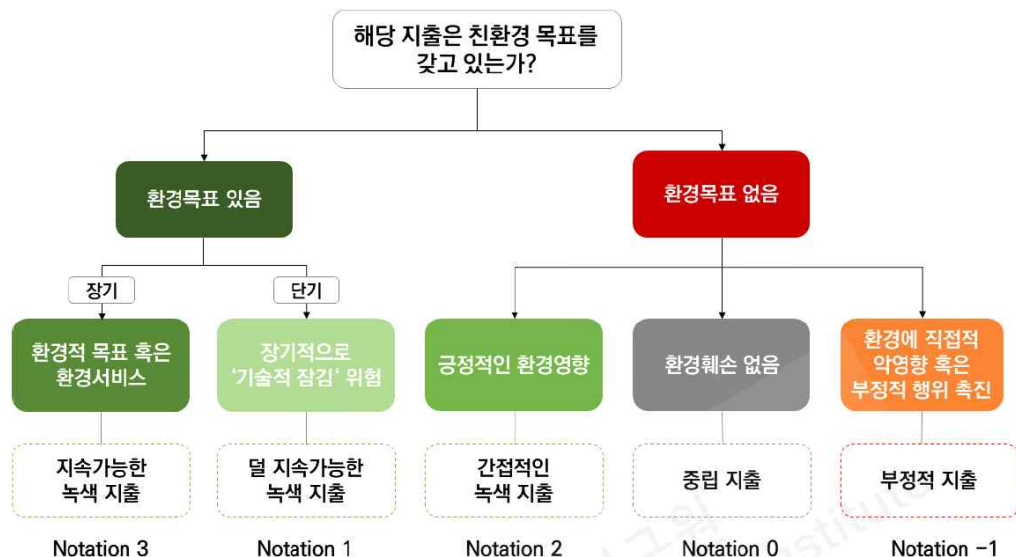 해당 지출은 친환경 목표를
갖고 있는가?
환경목표 있음
환경목표 없음
장기
단기
환경적 목표 혹은
환경서비스
장기적으로
‘기술적 잠김‘ 위험
긍정적인 환경영향
환경훼손 없음
환경에 직접적
악영향 혹은
부정적 행위 촉진
지속가능한
녹색 지출
덜 지속가능한
녹색 지출
간접적인
녹색 지출
중립 지출
부정적 지출
Notation 3
Notation 1
Notation 2
Notation 0
Notation −1